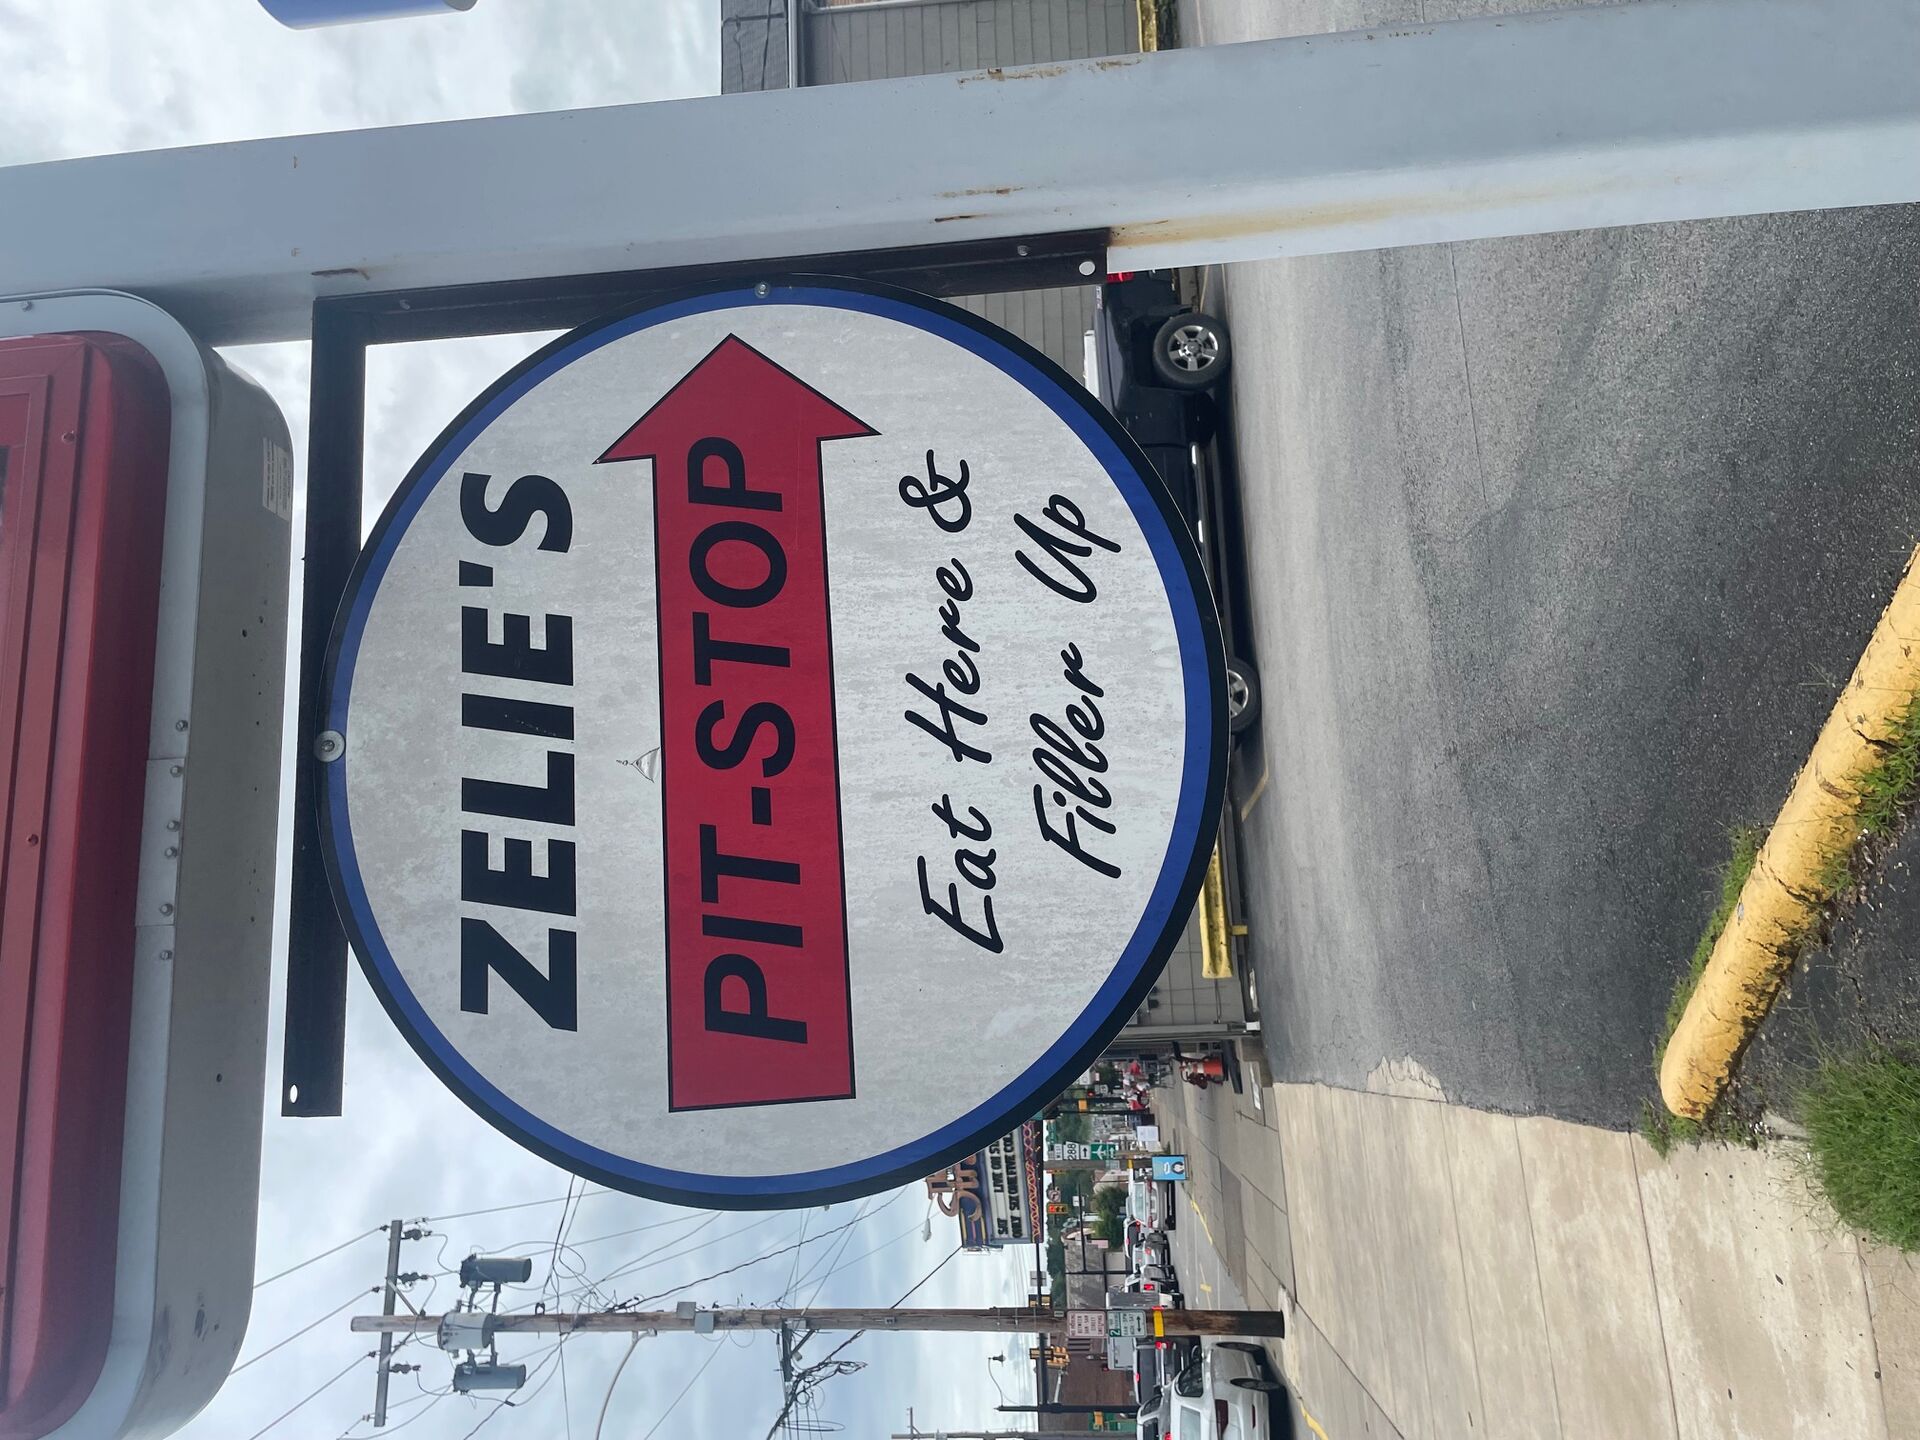 ZELIE'S
PIT-STOP
Eat Here &
Filler Up